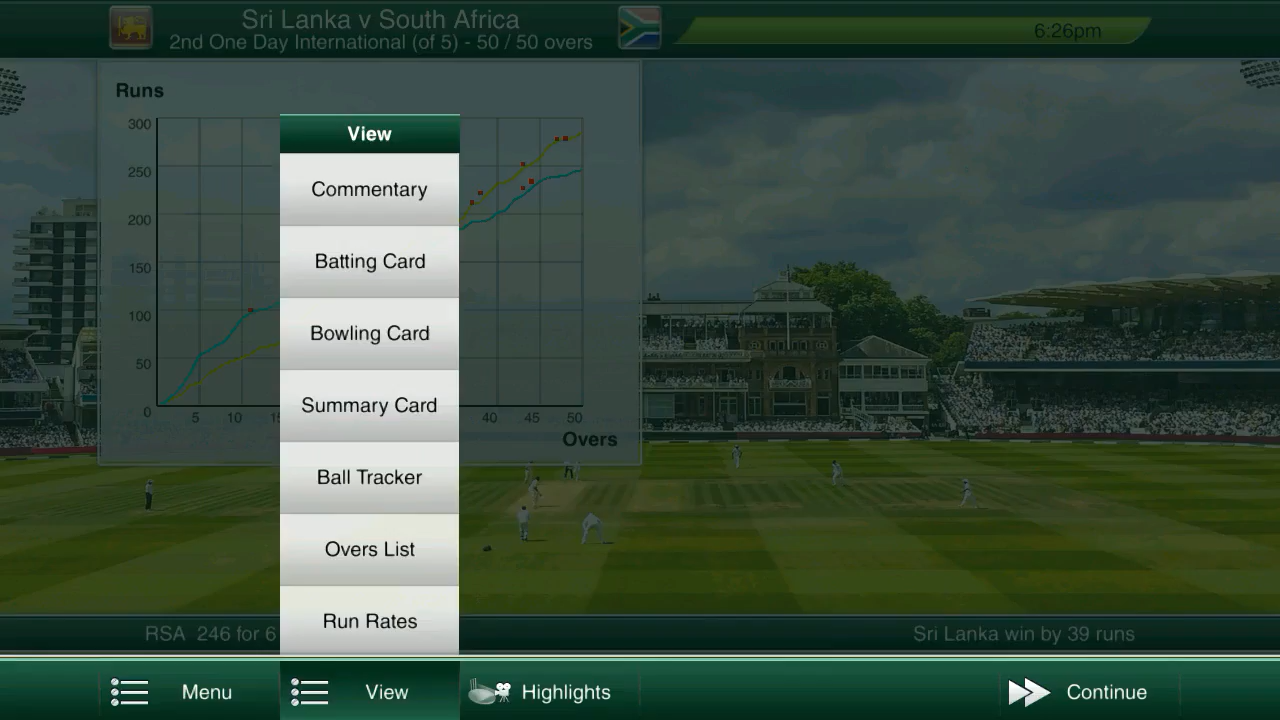 Sri Lanka v South Africa
2nd One Day International (of 5) - 50 / 50 overs
6:26pm
Runs
300
250
200
150
100
50
0
5 10 15 40 45 50
Overs
View
Commentary
Batting Card
Bowling Card
Summary Card
Ball Tracker
Overs List
Run Rates
RSA 246 for 6
Sri Lanka win by 39 runs
Menu
View
Highlights
Continue